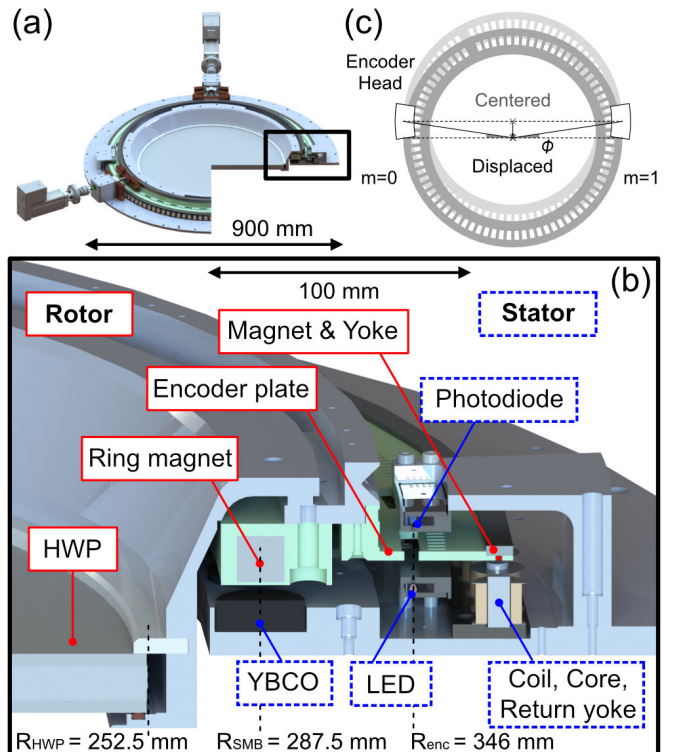 (a)
900 mm
(c)
Encoder
Head
Centered
Displaced
ϕ
m=0
m=1
(b)
100 mm
Rotor
Stator
Magnet & Yoke
Encoder plate
Photodiode
Ring magnet
HWP
YBCO
LED
Coil, Core,
Return yoke
RHWP = 252.5 mm
RSMB = 287.5 mm
Renc = 346 mm